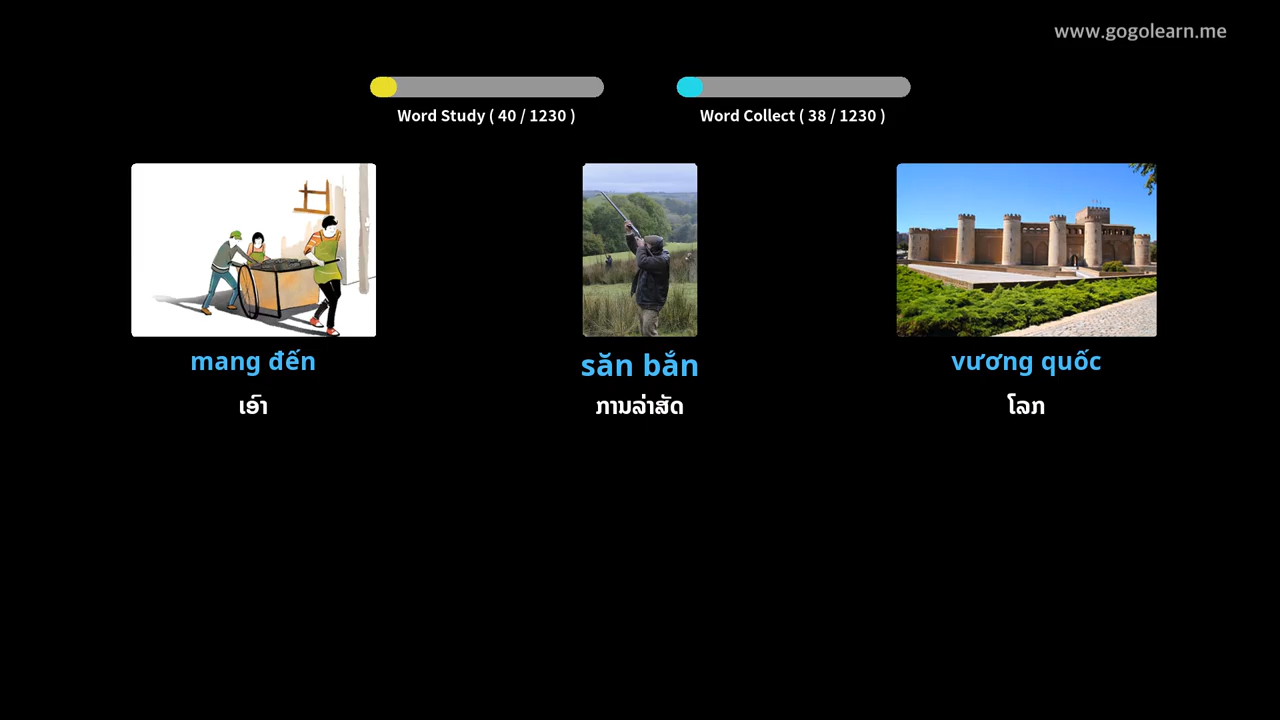 www.gogolearn.me
Word Study ( 40 / 1230 )
Word Collect ( 38 / 1230 )
mang đến
săn bắn
vương quốc
ເອົາ
ການລ່າສັດ
ໂລກ